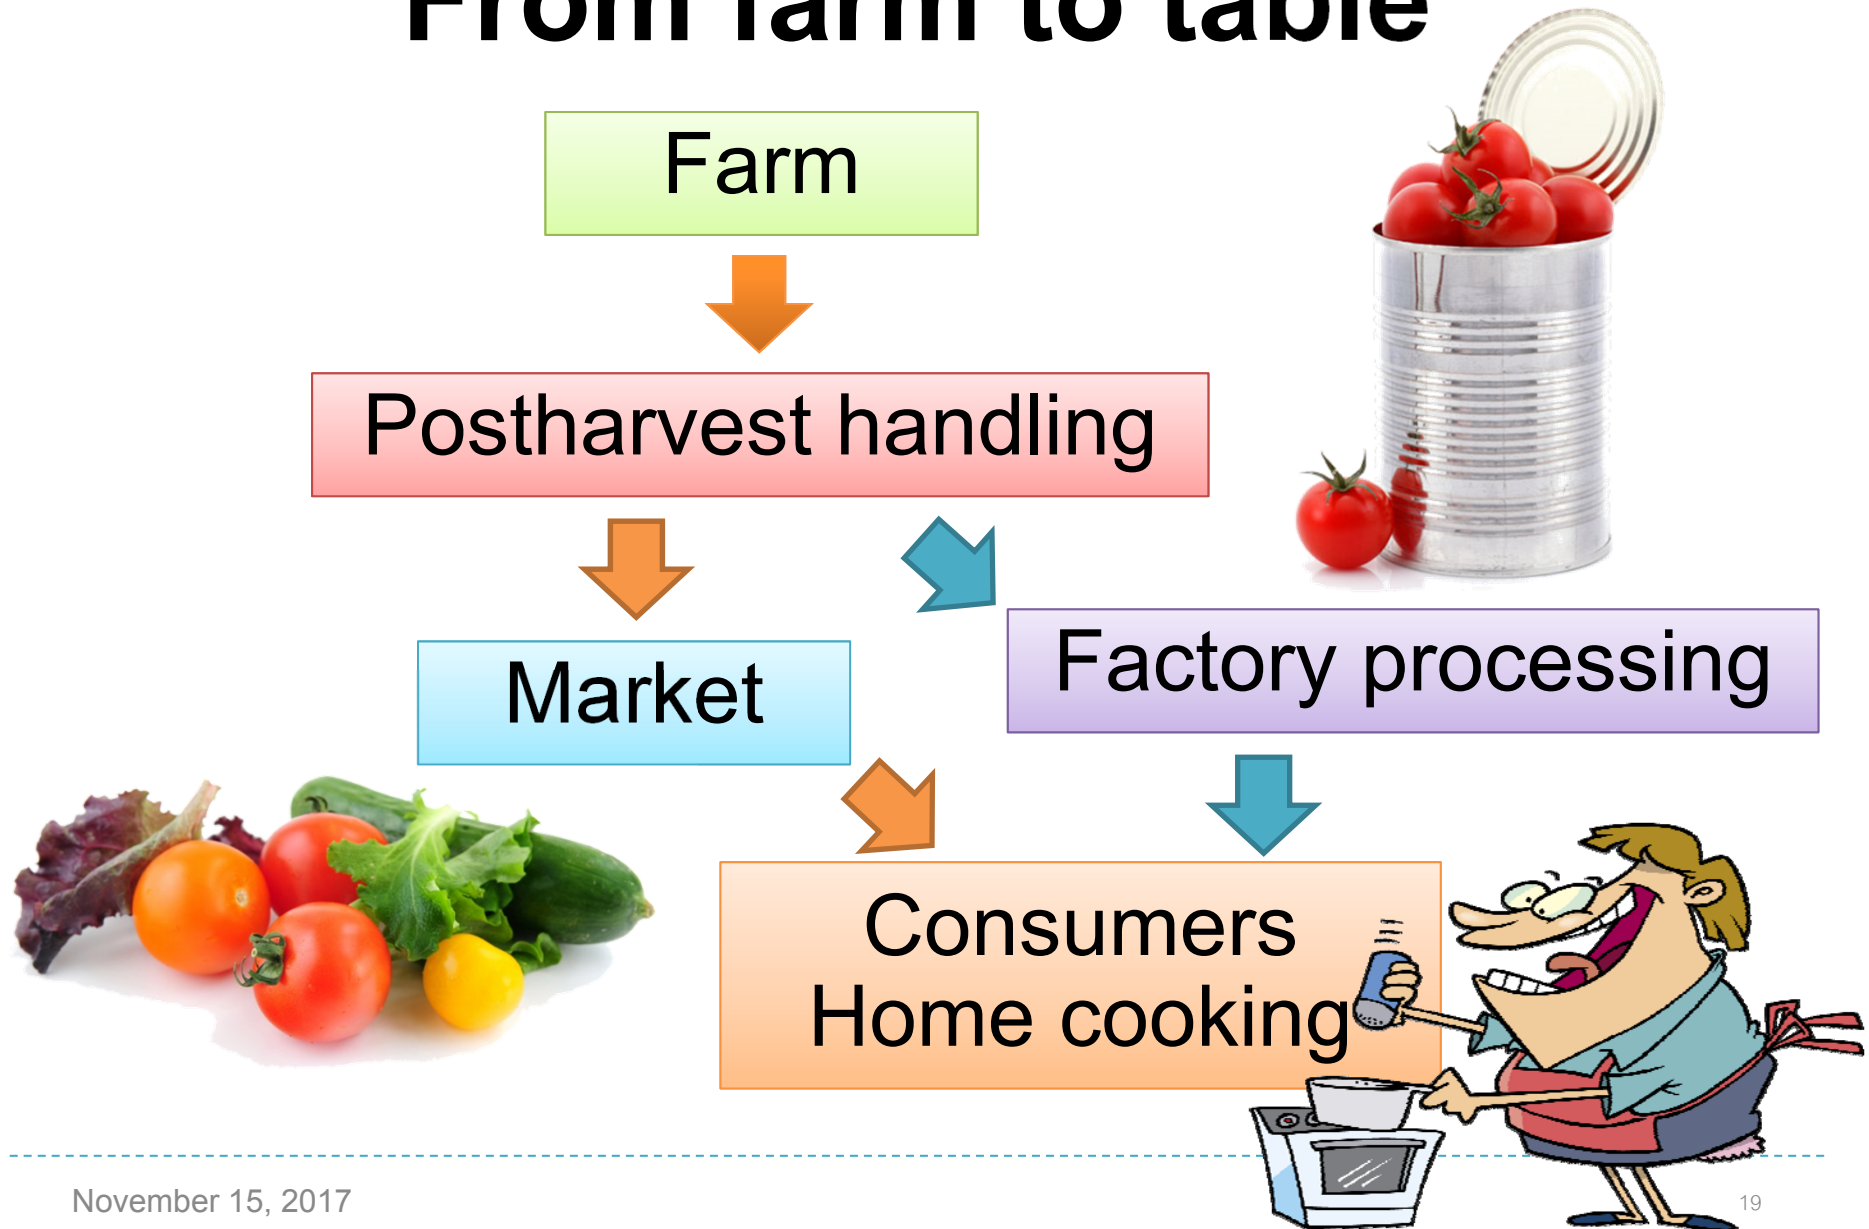 From farm to table
Farm
Postharvest handling
Market
Factory processing
Consumers
Home cooking
November 15, 2017
19